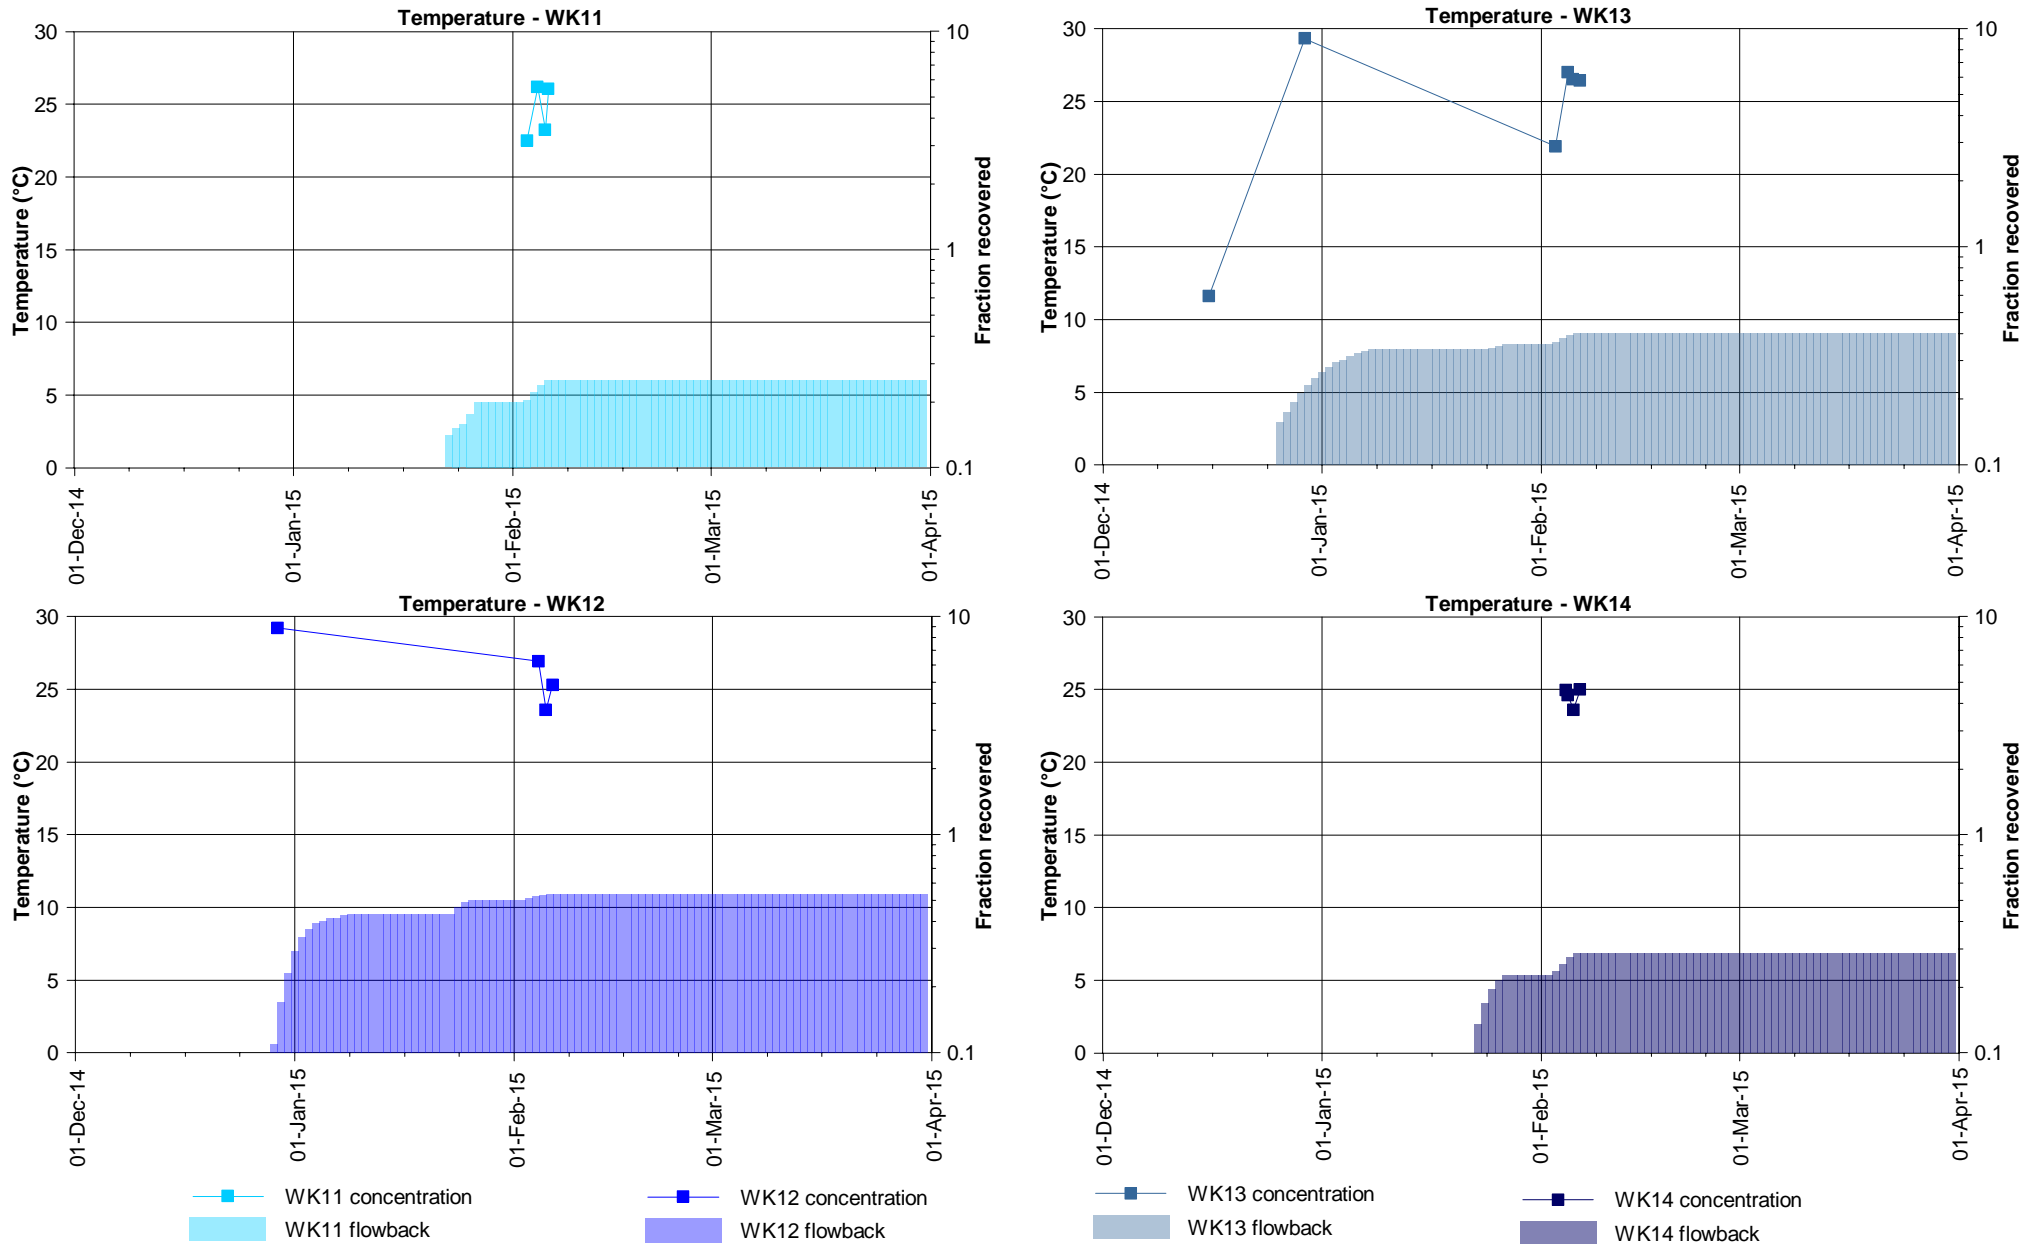 Temperature - WK11
30
25
20
15
10
5
0
Temperature (°C)
10
1
0.1
Fraction recovered
01-Dec-14
01-Jan-15
01-Feb-15
01-Mar-15
01-Apr-15
Temperature - WK13
30
25
20
15
10
5
0
Temperature (°C)
10
1
0.1
Fraction recovered
01-Dec-14
01-Jan-15
01-Feb-15
01-Mar-15
01-Apr-15
Temperature - WK12
30
25
20
15
10
5
0
Temperature (°C)
10
1
0.1
Fraction recovered
01-Dec-14
01-Jan-15
01-Feb-15
01-Mar-15
01-Apr-15
Temperature - WK14
30
25
20
15
10
5
0
Temperature (°C)
10
1
0.1
Fraction recovered
01-Dec-14
01-Jan-15
01-Feb-15
01-Mar-15
01-Apr-15
WK11 concentration
WK11 flowback
WK12 concentration
WK12 flowback
WK13 concentration
WK13 flowback
WK14 concentration
WK14 flowback